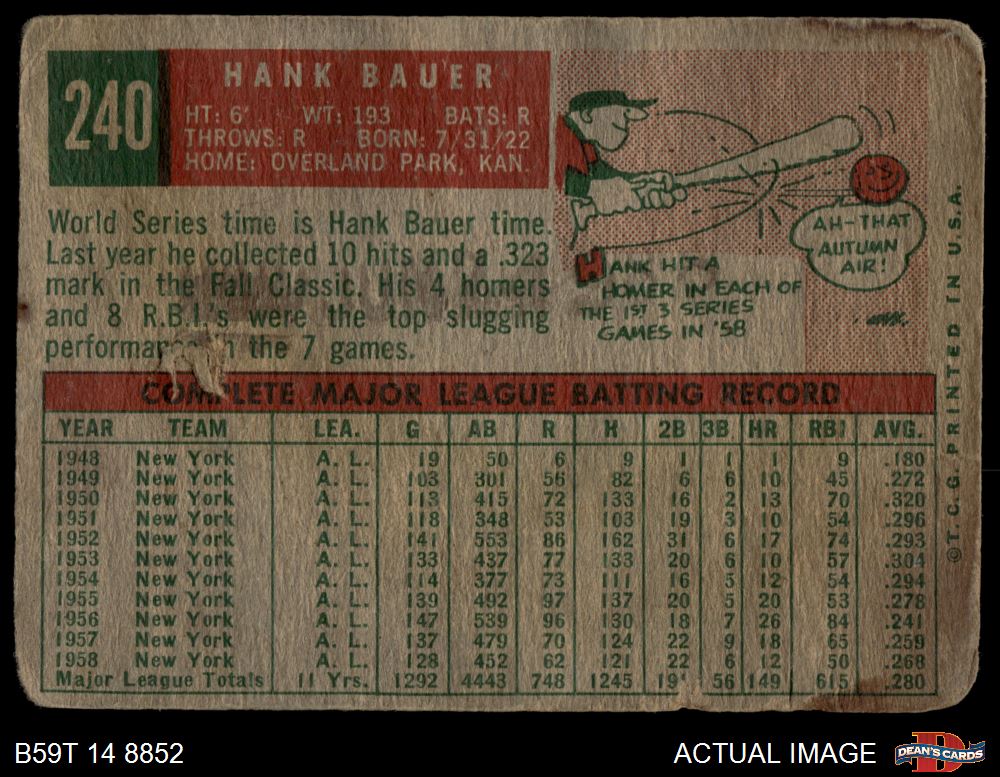 240
HANK BAUER
HT: 6' WT: 193 BATS: R
THROWS: R BORN: 7/31/22
HOME: OVERLAND PARK, KAN.
World Series time is Hank Bauer time.
Last year he collected 10 hits and a .323
mark in the Fall Classic. His 4 homers
and 8 R.B.I.'s were the top slugging
in the 7 games.
AH-THAT
AUTUMN
AIR!
HANK HIT A
HOMER IN EACH OF
THE 1ST 3 SERIES
GAMES IN '58
COMPLETE MAJOR LEAGUE BATTING RECORD
YEAR TEAM LEA. G AB R H 2B 3B HR RBI AVG.
1948 New York A. L. 19 50 6 9 1 1 1 9 .180
1949 New York A. L. 103 301 56 82 6 6 10 45 .272
1950 New York A. L. 113 415 72 133 16 2 13 70 .320
1951 New York A. L. 118 348 53 103 19 3 10 54 .296
1952 New York A. L. 141 553 86 162 31 6 17 74 .293
1953 New York A. L. 133 437 77 133 20 6 10 57 .304
1954 New York A. L. 114 377 73 111 16 5 12 54 .294
1955 New York A. L. 139 492 97 137 20 5 20 53 .278
1956 New York A. L. 147 539 96 130 18 7 26 84 .241
1957 New York A. L. 137 479 70 124 22 9 18 65 .259
1958 New York A. L. 128 452 62 121 22 6 12 50 .268
Major League Totals 11 Yrs. 1292 4443 748 1245 56 149 615 .280
©T. C. G. PRINTED IN U.S.A.
B59T 14 8852
ACTUAL IMAGE
DEAN'S CARDS